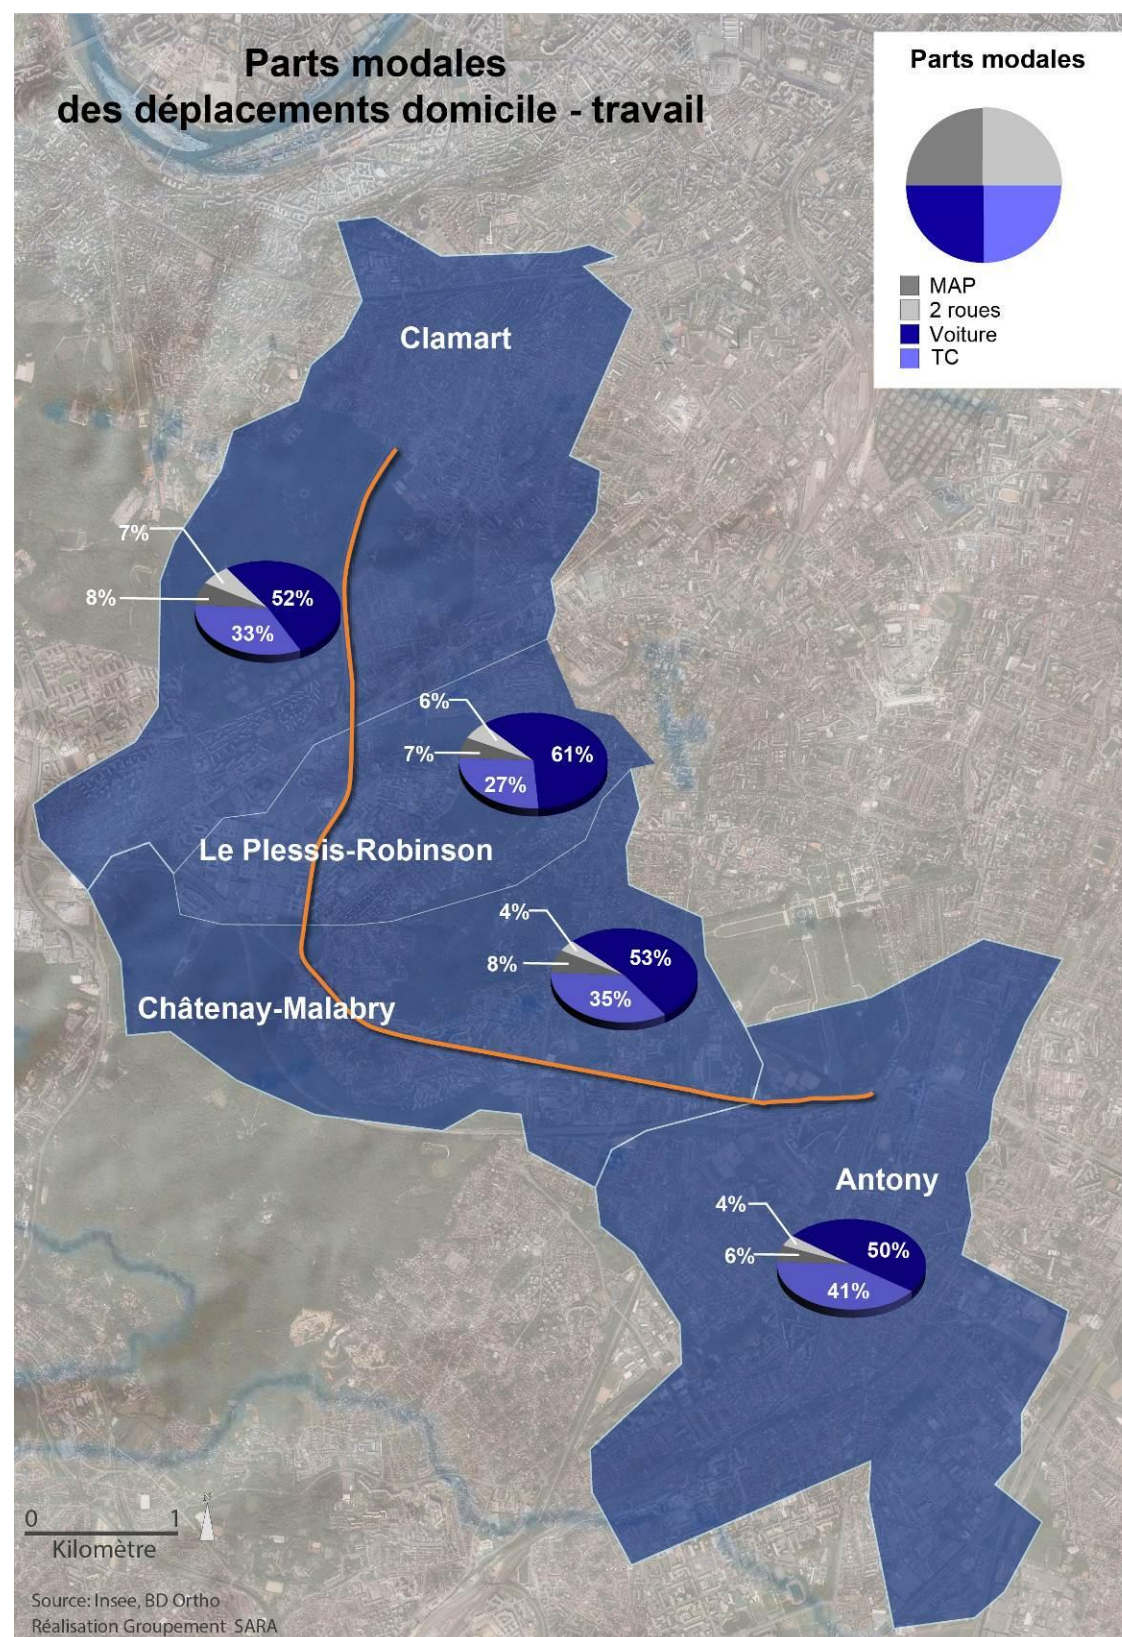 Parts modales
des déplacements domicile - travail
Parts modales
MAP
2 roues
Voiture
TC
Clamart
7%
8%
52%
33%
6%
7%
61%
27%
Le Plessis-Robinson
4%
8%
53%
35%
Châtenay-Malabry
Antony
4%
6%
50%
41%
N
0 1
Kilomètre
Source: Insee, BD Ortho
Réalisation Groupement SARA